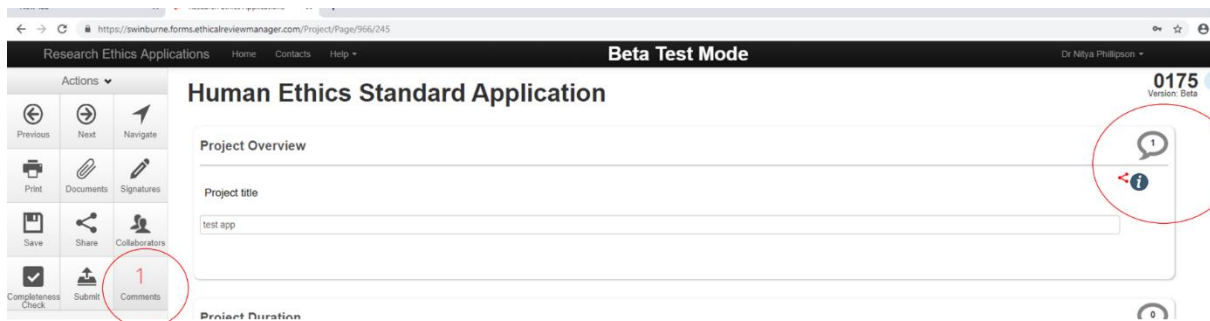 https://swinburne.forms.ethicalreviewmanager.com/Project/Page/966/245
Research Ethics Applications Home Contacts Help Beta Test Mode Dr Nitya Phillipson
Actions
0175
Version: Beta
Human Ethics Standard Application
Previous Next Navigate
Project Overview 1
Print Documents Signatures
Project title i
test app
Save Share Collaborators
1
Completeness Check Submit Comments
Project Duration 0